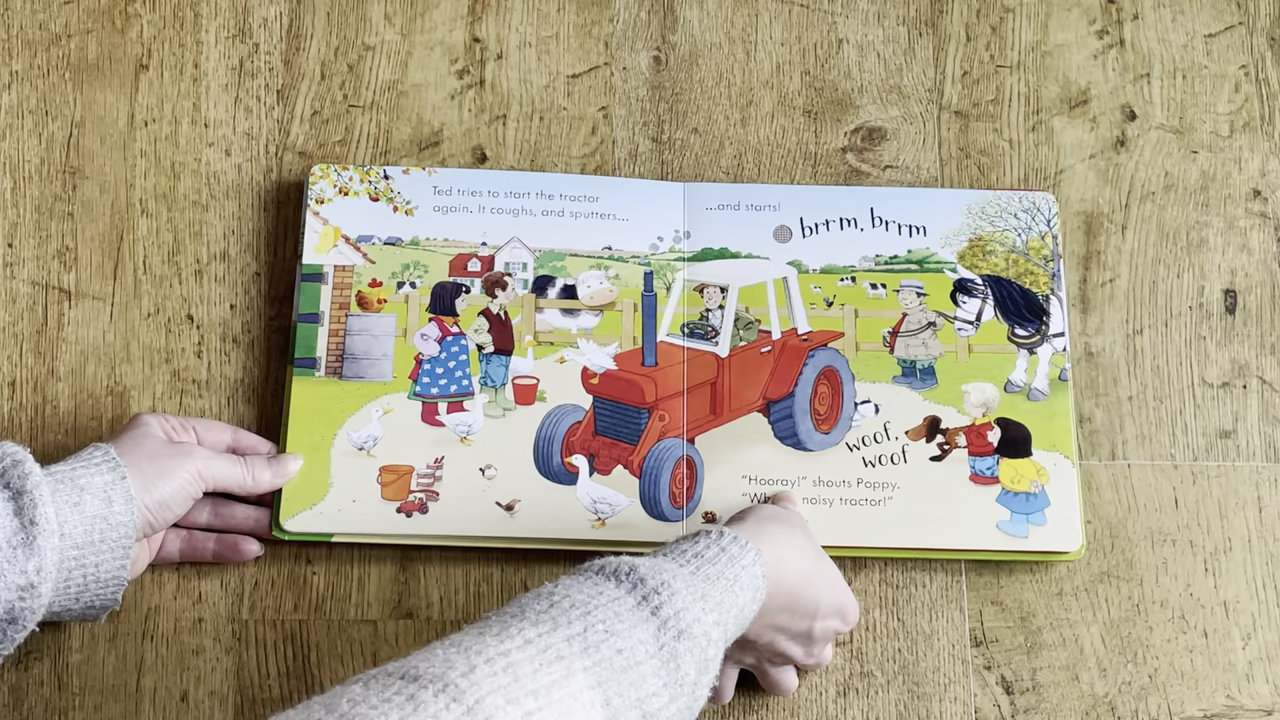 Ted tries to start the tractor
again. It coughs, and sputters...
...and starts!
brrm, brrm
woof,
woof
"Hooray!" shouts Poppy.
"Wh noisy tractor!"